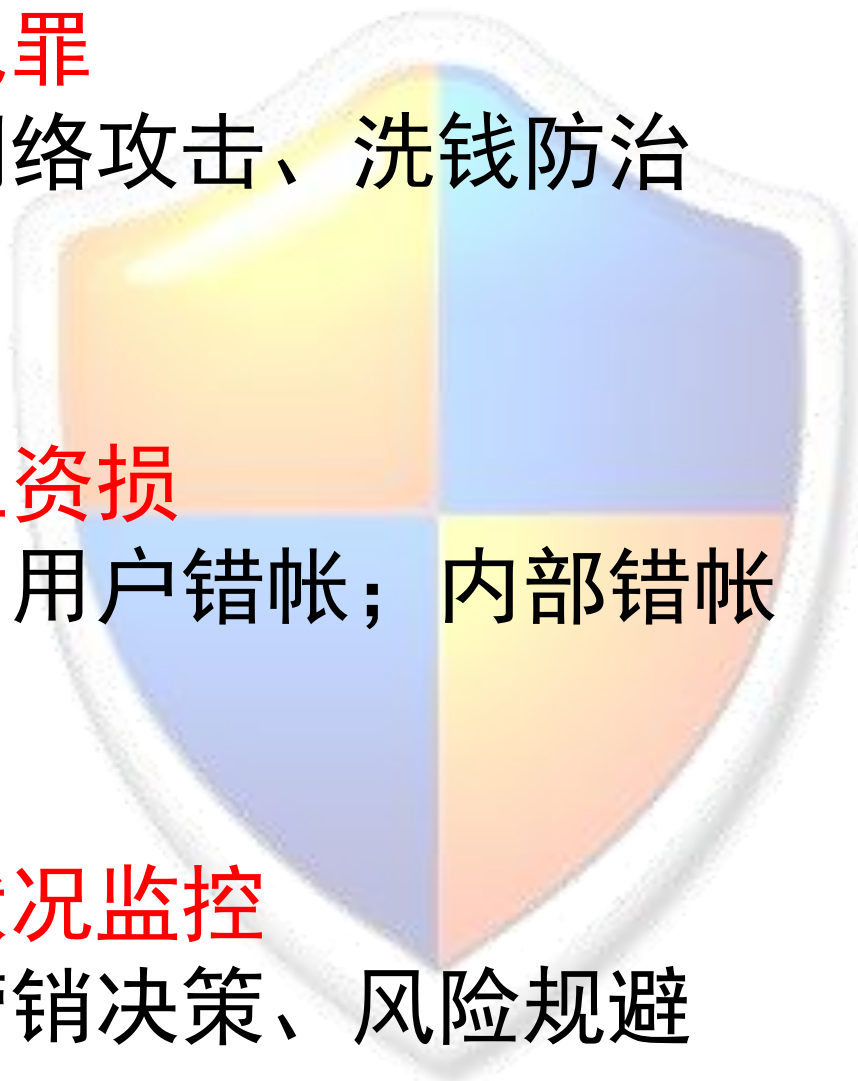 罪
络攻击、洗钱防治
资损
用户错帐；内部错帐
况监控
销决策、风险规避